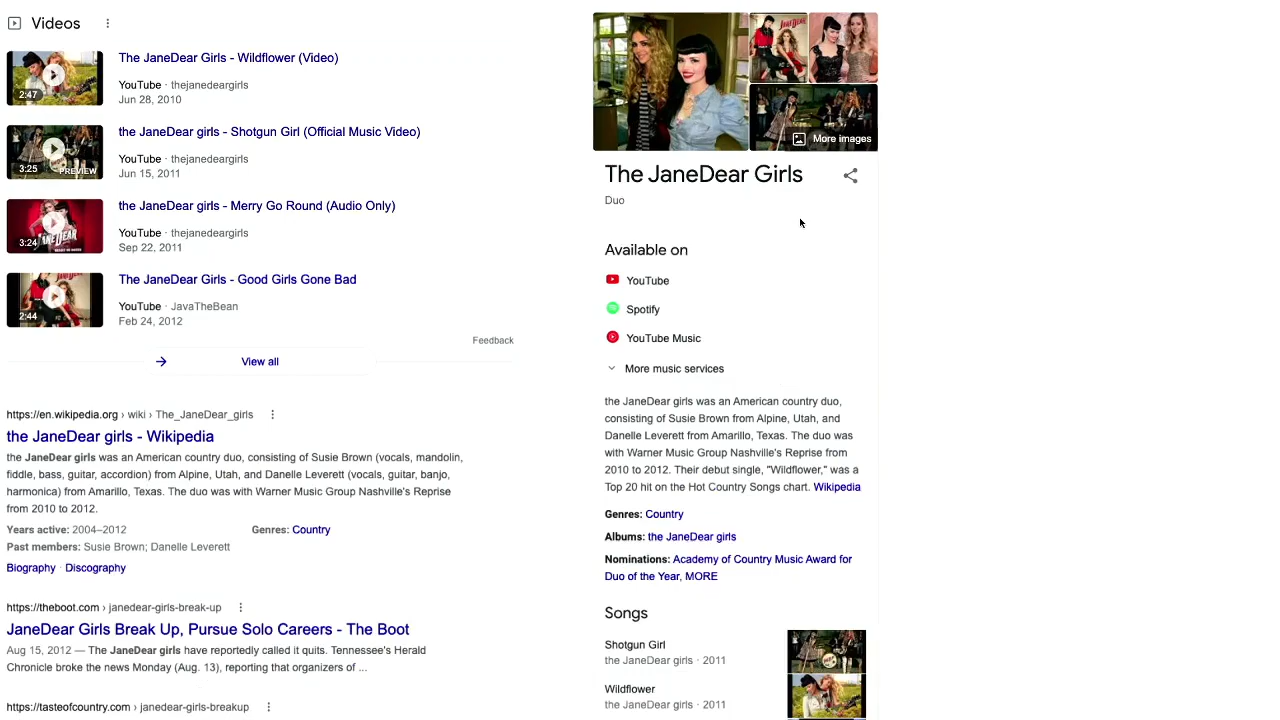 Videos
The JaneDear Girls - Wildflower (Video)
YouTube · thejanedeargirls
Jun 28, 2010
2:47
the JaneDear girls - Shotgun Girl (Official Music Video)
YouTube · thejanedeargirls
Jun 15, 2011
3:25
PREVIEW
the JaneDear girls - Merry Go Round (Audio Only)
YouTube · thejanedeargirls
Sep 22, 2011
3:24
The JaneDear Girls - Good Girls Gone Bad
YouTube · JavaTheBean
Feb 24, 2012
2:44
Feedback
View all
https://en.wikipedia.org › wiki › The_JaneDear_girls
the JaneDear girls - Wikipedia
the JaneDear girls was an American country duo, consisting of Susie Brown (vocals, mandolin,
fiddle, bass, guitar, accordion) from Alpine, Utah, and Danelle Leverett (vocals, guitar, banjo,
harmonica) from Amarillo, Texas. The duo was with Warner Music Group Nashville's Reprise
from 2010 to 2012.
Years active: 2004–2012
Genres: Country
Past members: Susie Brown; Danelle Leverett
Biography · Discography
https://theboot.com › janedear-girls-break-up
JaneDear Girls Break Up, Pursue Solo Careers - The Boot
Aug 15, 2012 — The JaneDear girls have reportedly called it quits. Tennessee's Herald
Chronicle broke the news Monday (Aug. 13), reporting that organizers of ...
https://tasteofcountry.com › janedear-girls-breakup
More images
The JaneDear Girls
Duo
Available on
YouTube
Spotify
YouTube Music
More music services
the JaneDear girls was an American country duo,
consisting of Susie Brown from Alpine, Utah, and
Danelle Leverett from Amarillo, Texas. The duo was
with Warner Music Group Nashville's Reprise from
2010 to 2012. Their debut single, "Wildflower," was a
Top 20 hit on the Hot Country Songs chart. Wikipedia
Genres: Country
Albums: the JaneDear girls
Nominations: Academy of Country Music Award for
Duo of the Year, MORE
Songs
Shotgun Girl
the JaneDear girls · 2011
Wildflower
the JaneDear girls · 2011